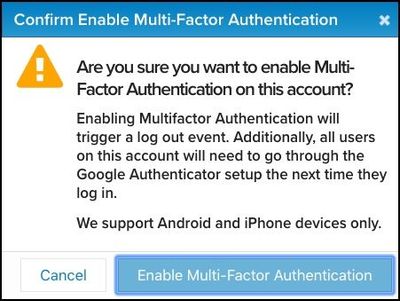 Confirm Enable Multi-Factor Authentication
Are you sure you want to enable Multi-
Factor Authentication on this account?
Enabling Multifactor Authentication will
trigger a log out event. Additionally, all users
on this account will need to go through the
Google Authenticator setup the next time they
log in.
We support Android and iPhone devices only.
Cancel
Enable Multi-Factor Authentication